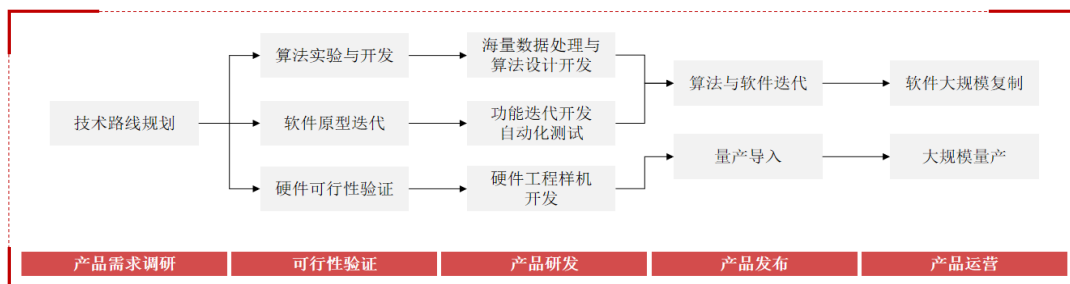 技术路线规划
算法实验与开发
软件原型迭代
硬件可行性验证
海量数据处理与
算法设计开发
功能迭代开发
自动化测试
硬件工程样机
开发
算法与软件迭代
量产导入
软件大规模复制
大规模量产
产品需求调研
可行性验证
产品研发
产品发布
产品运营